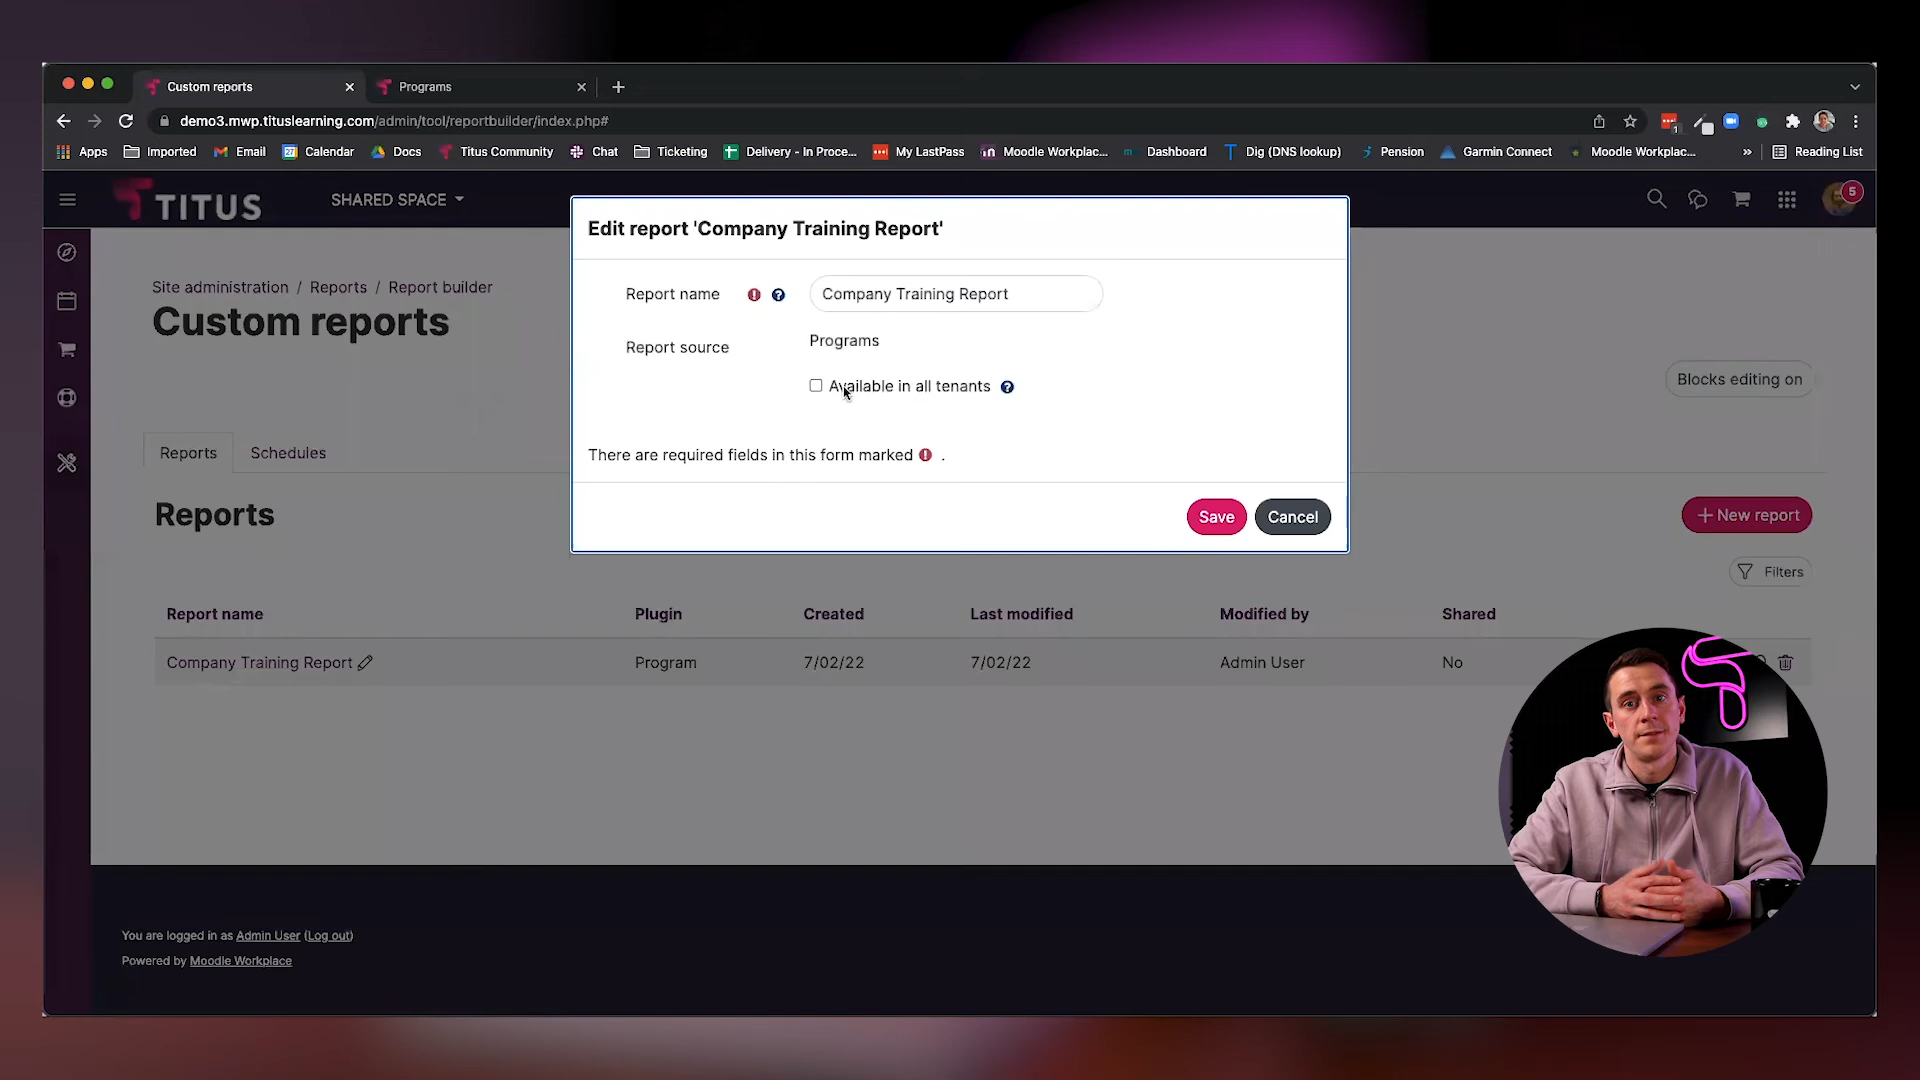 Custom reports
Programs
demo3.mwp.tituslearning.com/admin/tool/reportbuilder/index.php#
Apps Imported Email Calendar Docs Titus Community Chat Ticketing Delivery - In Proce... My LastPass Moodle Workplac... Dashboard Dig (DNS lookup) Pension Garmin Connect Moodle Workplac... » Reading List
TITUS
SHARED SPACE
5
Edit report 'Company Training Report'
Report name Company Training Report
Report source Programs
Available in all tenants
There are required fields in this form marked .
Save Cancel
Site administration / Reports / Report builder
Custom reports
Blocks editing on
Reports Schedules
Reports
+ New report
Filters
Report name Plugin Created Last modified Modified by Shared
Company Training Report Program 7/02/22 7/02/22 Admin User No
You are logged in as Admin User (Log out)
Powered by Moodle Workplace